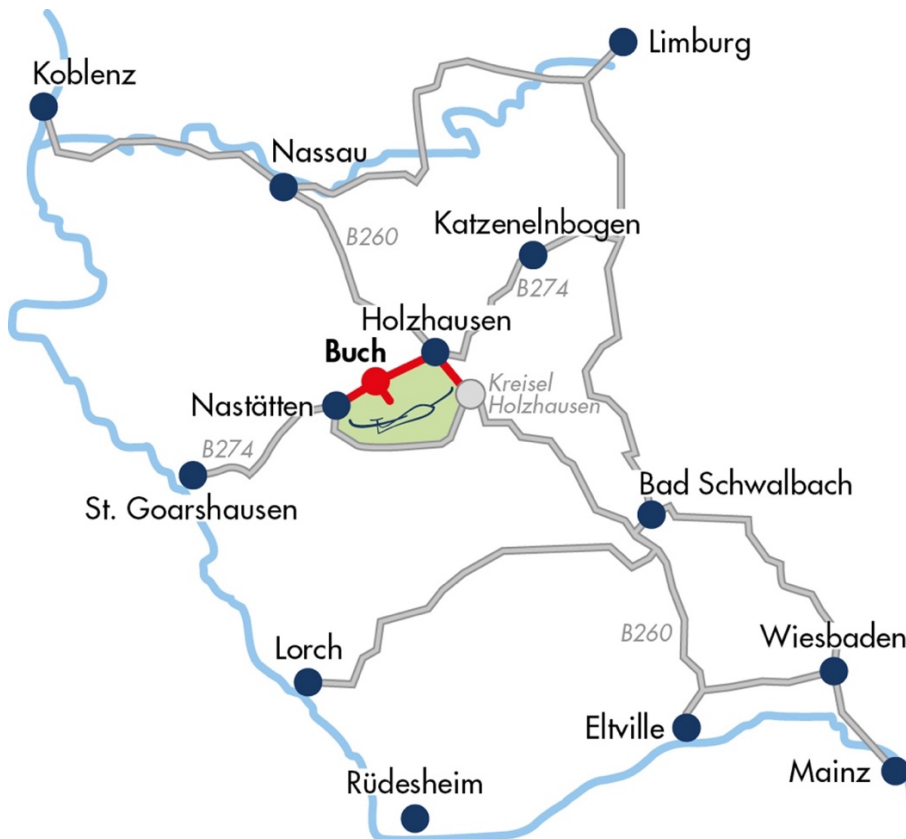 Limburg
Koblenz
Nassau
B260
Katzenelnbogen
B274
Holzhausen
Buch
Kreisel
Holzhausen
Nastätten
B274
Bad Schwalbach
St. Goarshausen
B260
Wiesbaden
Lorch
Eltville
Mainz
Rüdesheim